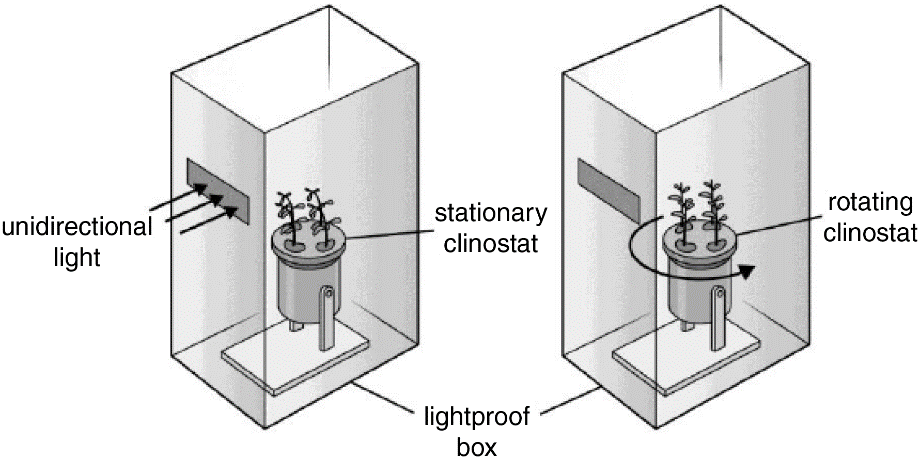 unidirectional
light
stationary
clinostat
rotating
clinostat
lightproof
box